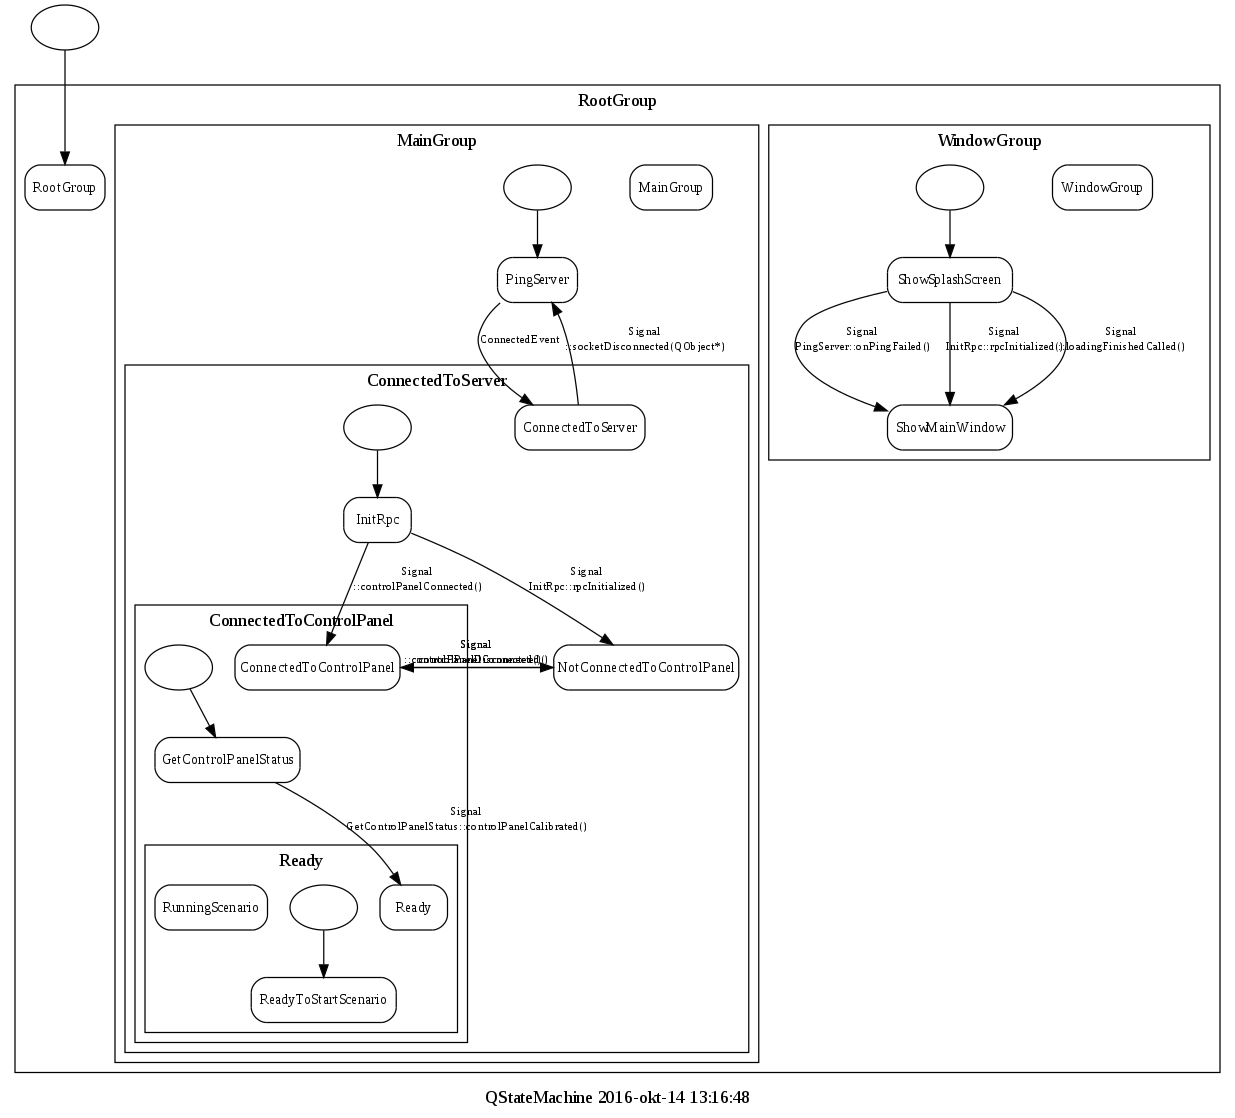 RootGroup
RootGroup
MainGroup
MainGroup
PingServer
ConnectedEvent
Signal
::socketDisconnected(QObject*)
ConnectedToServer
ConnectedToServer
InitRpc
Signal
::controlPanelConnected()
Signal
InitRpc::rpcInitialized()
ConnectedToControlPanel
ConnectedToControlPanel
Signal
NotConnectedToControlPanel
GetControlPanelStatus
Signal
GetControlPanelStatus::controlPanelCalibrated()
Ready
RunningScenario
Ready
ReadyToStartScenario
WindowGroup
WindowGroup
ShowSplashScreen
Signal
PingServer::onPingFailed()
Signal
InitRpc::rpcInitialized()
Signal
::loadingFinishedCalled()
ShowMainWindow
QStateMachine 2016-okt-14 13:16:48